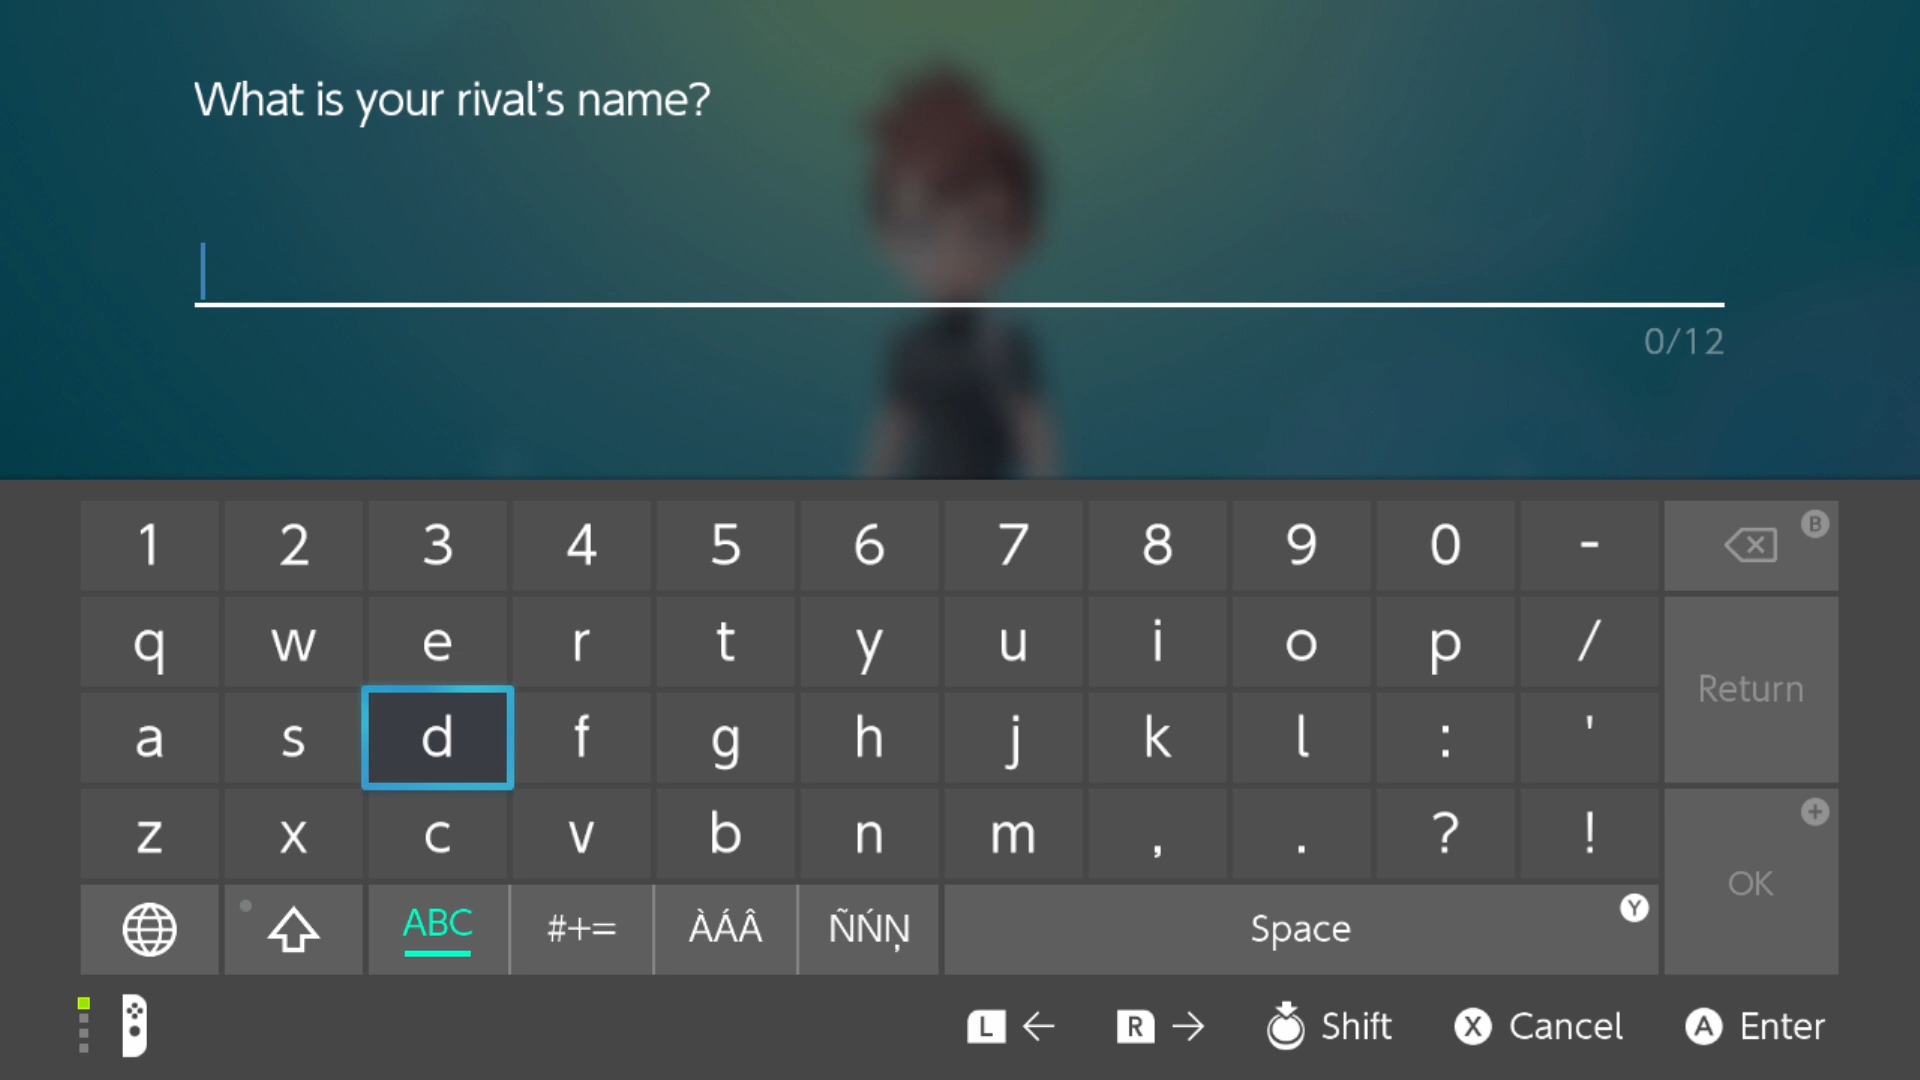 What is your rival's name?
0/12
1 2 3 4 5 6 7 8 9 0 - B
q w e r t y u i o p / Return
a s d f g h j k l : '
z x c v b n m , . ? ! + OK
ABC #+= ÀÁÂ ÑŃŅ Space Y
L ← R → Shift X Cancel A Enter